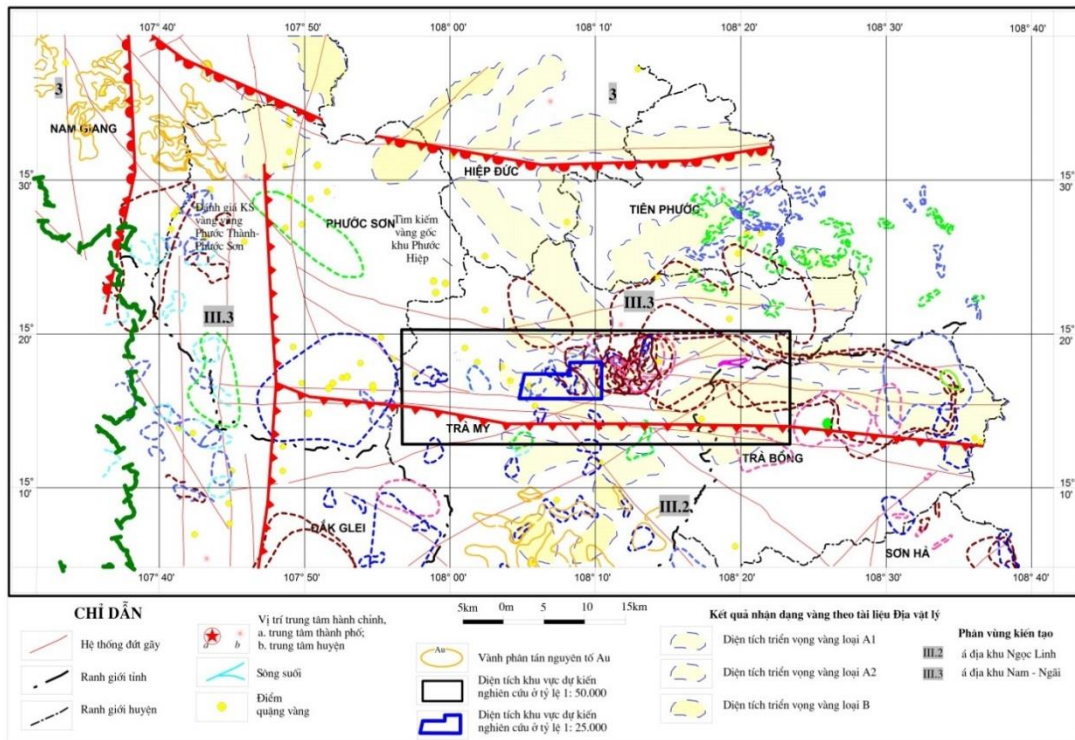 107° 40'
107° 50'
108° 00'
108° 10'
108° 20'
108° 30'
108° 40'
3
3
NAM GIANG
HIỆP ĐỨC
15°
30'
15°
30'
Đánh giá KS
vàng vùng
Phước Thành-
Phước Sơn
PHƯỚC SƠN
Tìm kiếm
vàng gốc
khu Phước
Hiệp
TIÊN PHƯỚC
III.3
III.3
15°
20'
15°
20'
TRÀ MY
TRÀ BỒNG
15°
10'
15°
10'
III.2
ĐẮK GLEI
SƠN HÀ
107° 40'
107° 50'
108° 00'
108° 10'
108° 20'
108° 30'
108° 40'
CHỈ DẪN
Hệ thống đứt gãy
Ranh giới tỉnh
Ranh giới huyện
a b
Vị trí trung tâm hành chính,
a. trung tâm thành phố;
b. trung tâm huyện
Sông suối
Điểm
quặng vàng
5km 0m 5 10 15km
Au
Vành phân tán nguyên tố Au
Diện tích khu vực dự kiến
nghiên cứu ở tỷ lệ 1: 50.000
Diện tích khu vực dự kiến
nghiên cứu ở tỷ lệ 1: 25.000
Kết quả nhận dạng vàng theo tài liệu Địa vật lý
Diện tích triển vọng vàng loại A1
Diện tích triển vọng vàng loại A2
Diện tích triển vọng vàng loại B
Phân vùng kiến tạo
III.2 á địa khu Ngọc Linh
III.3 á địa khu Nam - Ngãi